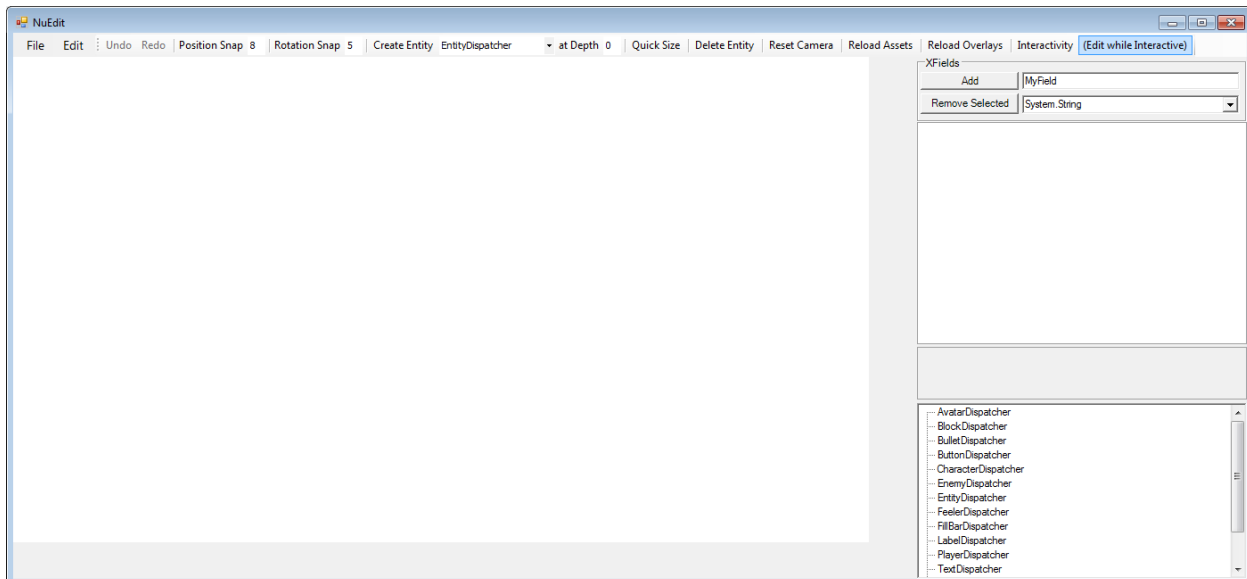 NuEdit
File Edit Undo Redo Position Snap 8 Rotation Snap 5 Create Entity EntityDispatcher at Depth 0 Quick Size Delete Entity Reset Camera Reload Assets Reload Overlays Interactivity (Edit while Interactive)
XFields
Add MyField
Remove Selected System.String
AvatarDispatcher
BlockDispatcher
BulletDispatcher
ButtonDispatcher
CharacterDispatcher
EnemyDispatcher
EntityDispatcher
FeelerDispatcher
FillBarDispatcher
LabelDispatcher
PlayerDispatcher
TextDispatcher